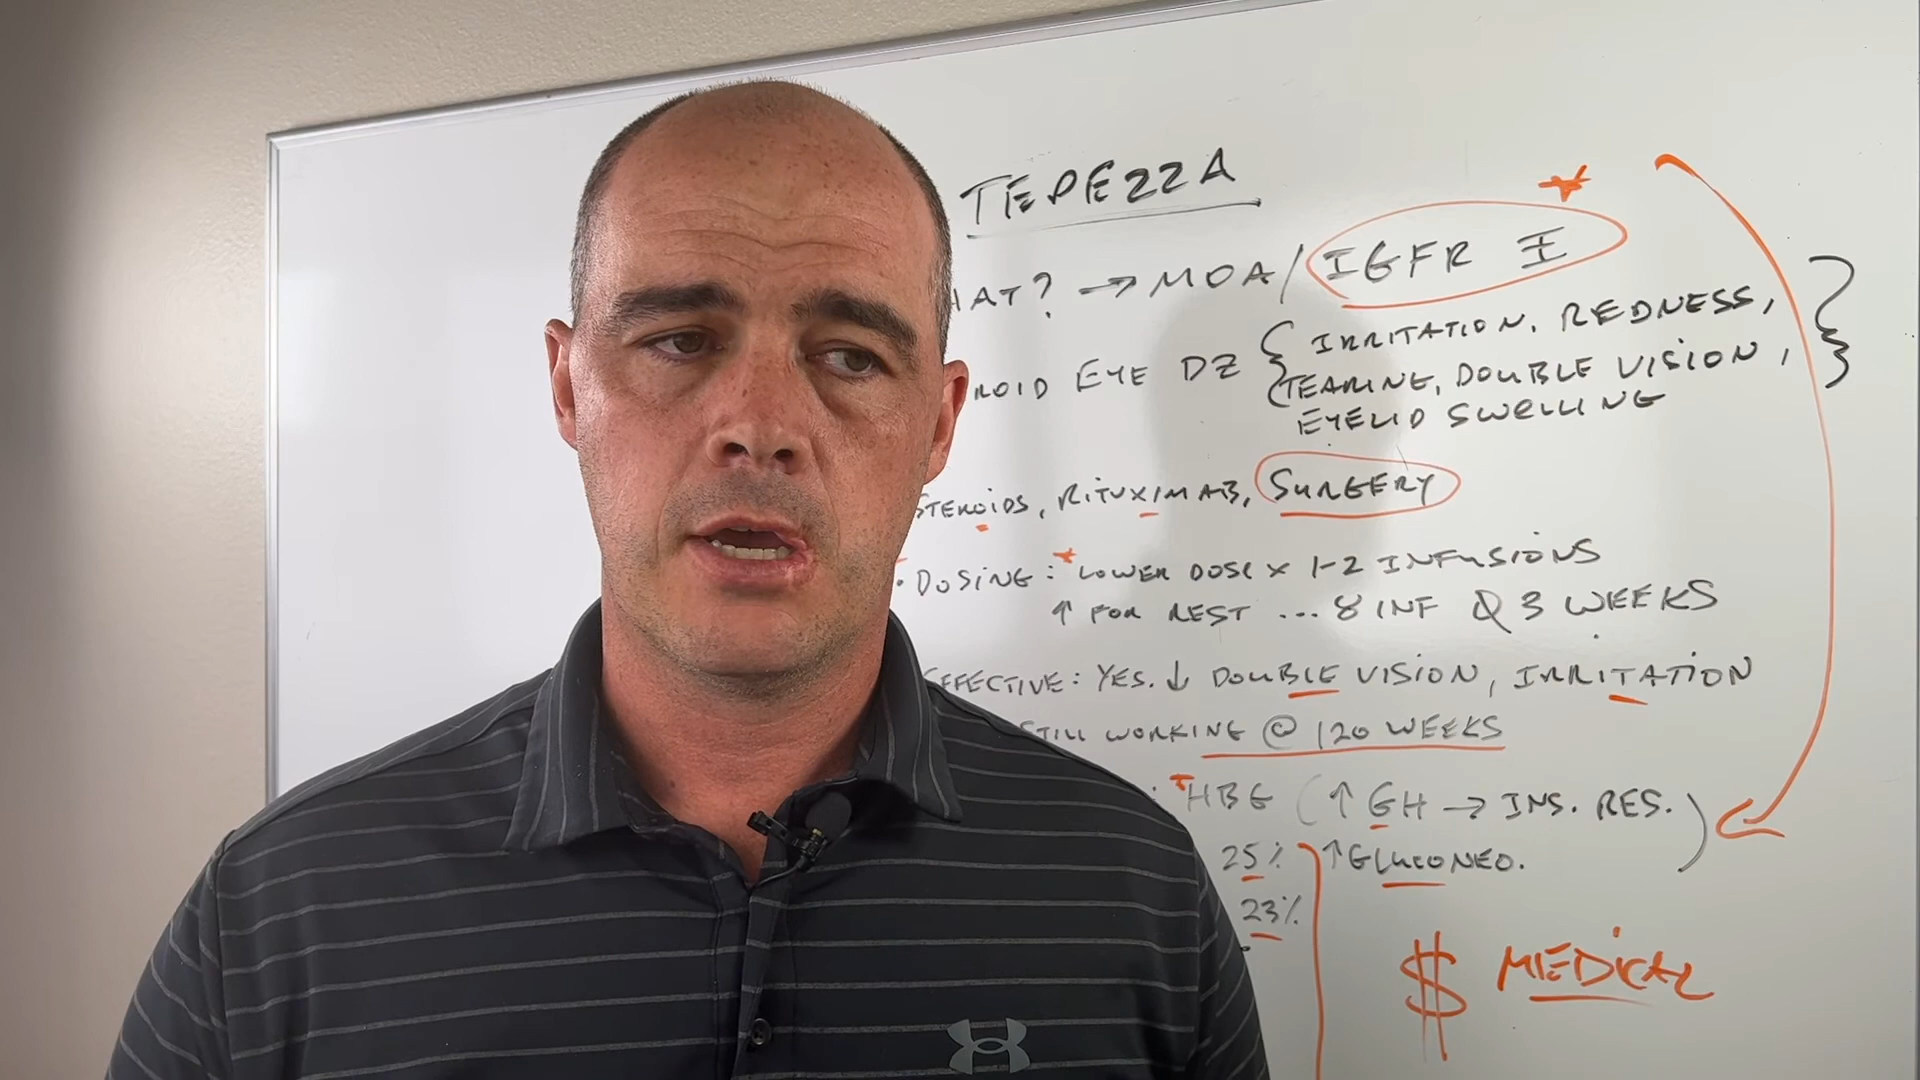 TEPEZZA
HAT? → MOA/ IGFR I
ROID EYE DZ { IRRITATION, REDNESS,
TEARING, DOUBLE VISION,
EYELID SWELLING
STEROIDS, RITUXIMAB, SURGERY
• DOSING: LOWER DOSE x 1-2 INFUSIONS
↑ FOR REST ... 8 INF Q 3 WEEKS
EFFECTIVE: YES. ↓ DOUBLE VISION, IRRITATION
STILL WORKING @ 120 WEEKS
: HBG (↑ GH → INS. RES.)
25% ↑ GLUCONEO.
23%
$ MEDICAL